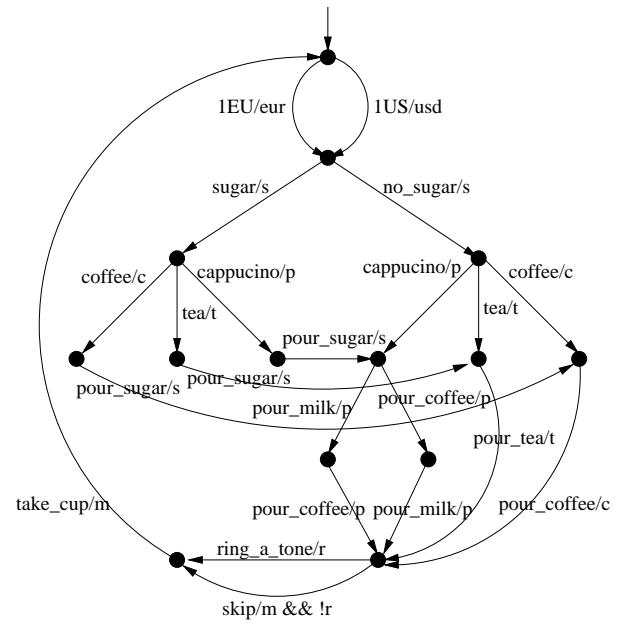 1EU/eur
1US/usd
sugar/s
no_sugar/s
coffee/c
cappucino/p
cappucino/p
coffee/c
tea/t
tea/t
pour_sugar/s
pour_sugar/s
pour_sugar/s
pour_milk/p
pour_coffee/p
pour_tea/t
take_cup/m
pour_coffee/p
pour_milk/p
pour_coffee/c
ring_a_tone/r
skip/m && !r